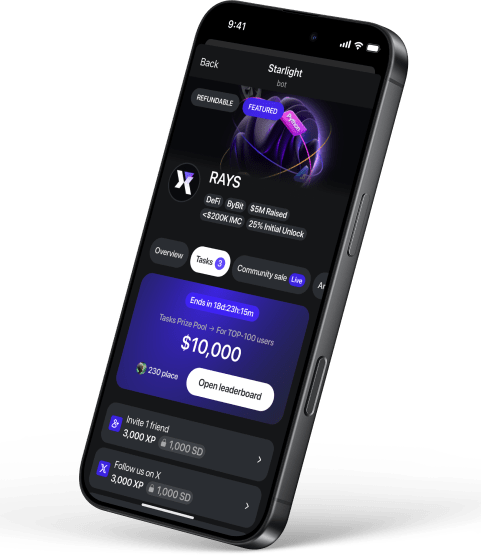 9:41
Back
Starlight
bot
REFUNDABLE
FEATURED
Python
RAYS
DeFi
ByBit
$5M Raised
<$200K IMC
25% Initial Unlock
Overview
Tasks 3
Community sale Live
Ends in 18d:23h:15m
Tasks Prize Pool → For TOP-100 users
$10,000
230 place
Open leaderboard
Invite 1 friend
3,000 XP 1,000 SD
Follow us on X
3,000 XP 1,000 SD